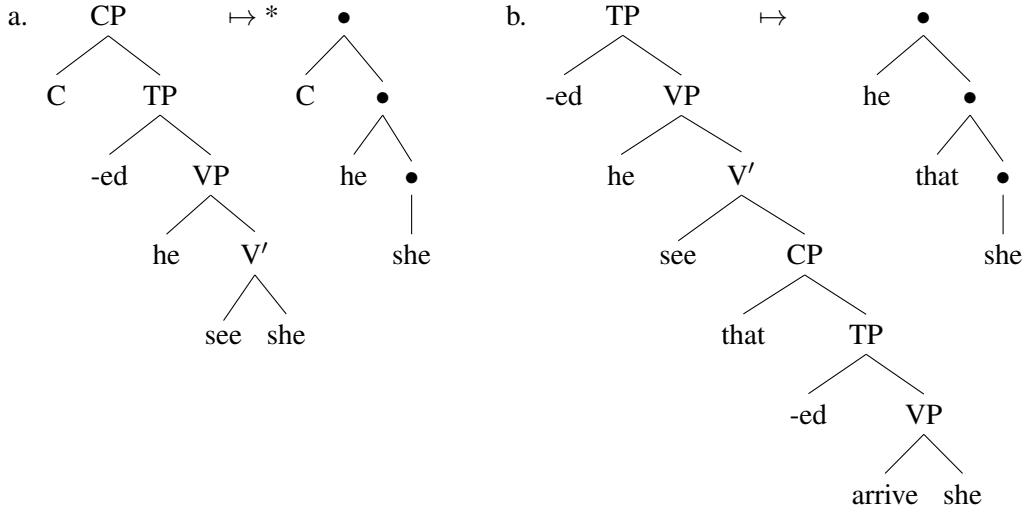 a. CP ↦ * • b. TP ↦ •
C TP C • -ed VP he •
-ed VP he • he V′ that •
he V′ she see CP she
see she that TP
-ed VP
arrive she